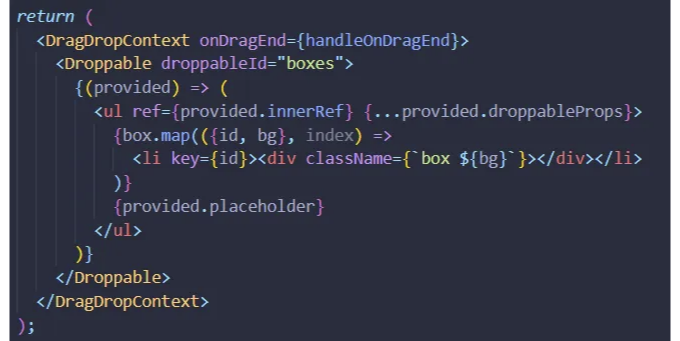 return (
<DragDropContext onDragEnd={handleOnDragEnd}>
<Droppable droppableId="boxes">
{(provided) => (
<ul ref={provided.innerRef} {...provided.droppableProps}>
{box.map(({id, bg}, index) =>
<li key={id}><div className={`box ${bg}`}></div></li>
)}
{provided.placeholder}
</ul>
)}
</Droppable>
</DragDropContext>
);